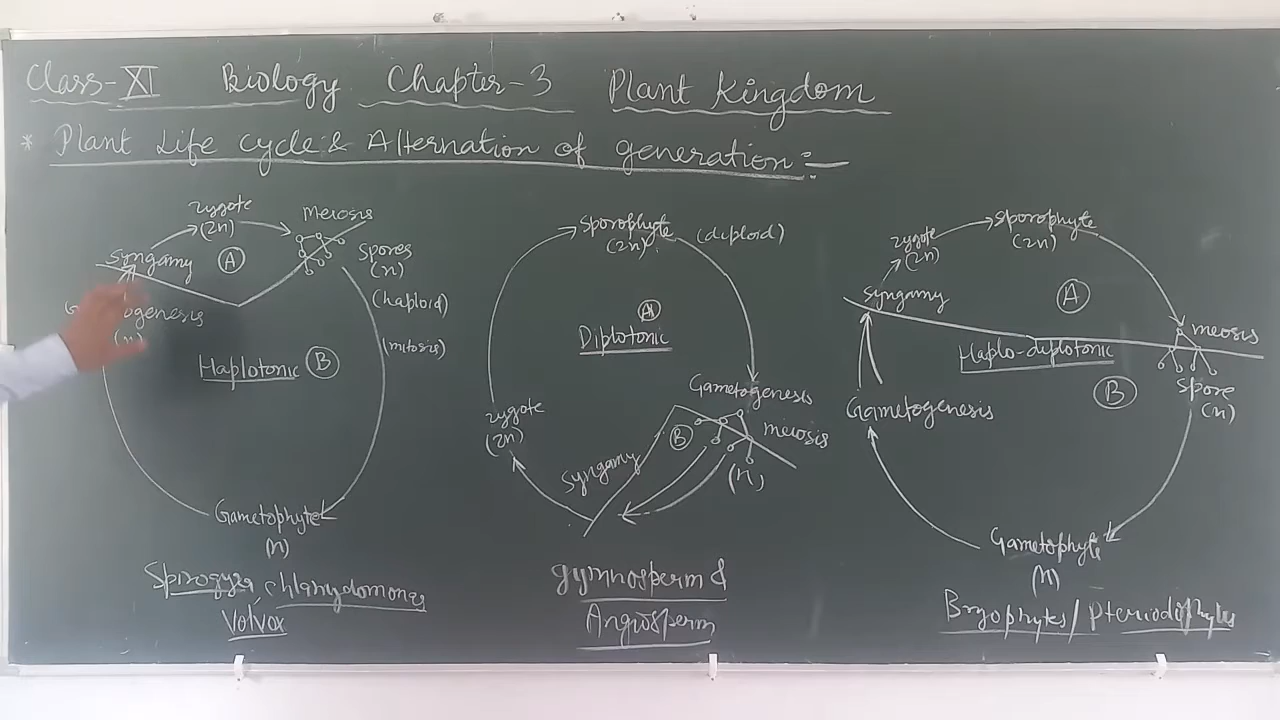 Class-XI Biology Chapter-3 Plant Kingdom
* Plant Life cycle & Alternation of generation:-
zygote
(2n)
meiosis
Syngamy
A
Spores
(n)
(haploid)
(n)
(mitosis)
Haplotonic B
Gametophyte
(n)
Spirogyra, chlamydomonas
Volvox
Sporophyte
(2n)
(diploid)
A
Diplotonic
Gametogenesis
zygote
(2n)
B
meiosis
Syngamy
(n)
gymnosperm &
Angiosperm
zygote
(2n)
Sporophyte
(2n)
Syngamy
A
meosis
Haplo-diplotonic
B
Spore
(n)
Gametogenesis
Gametophyte
(n)
Bryophytes/Pteriodiphytes